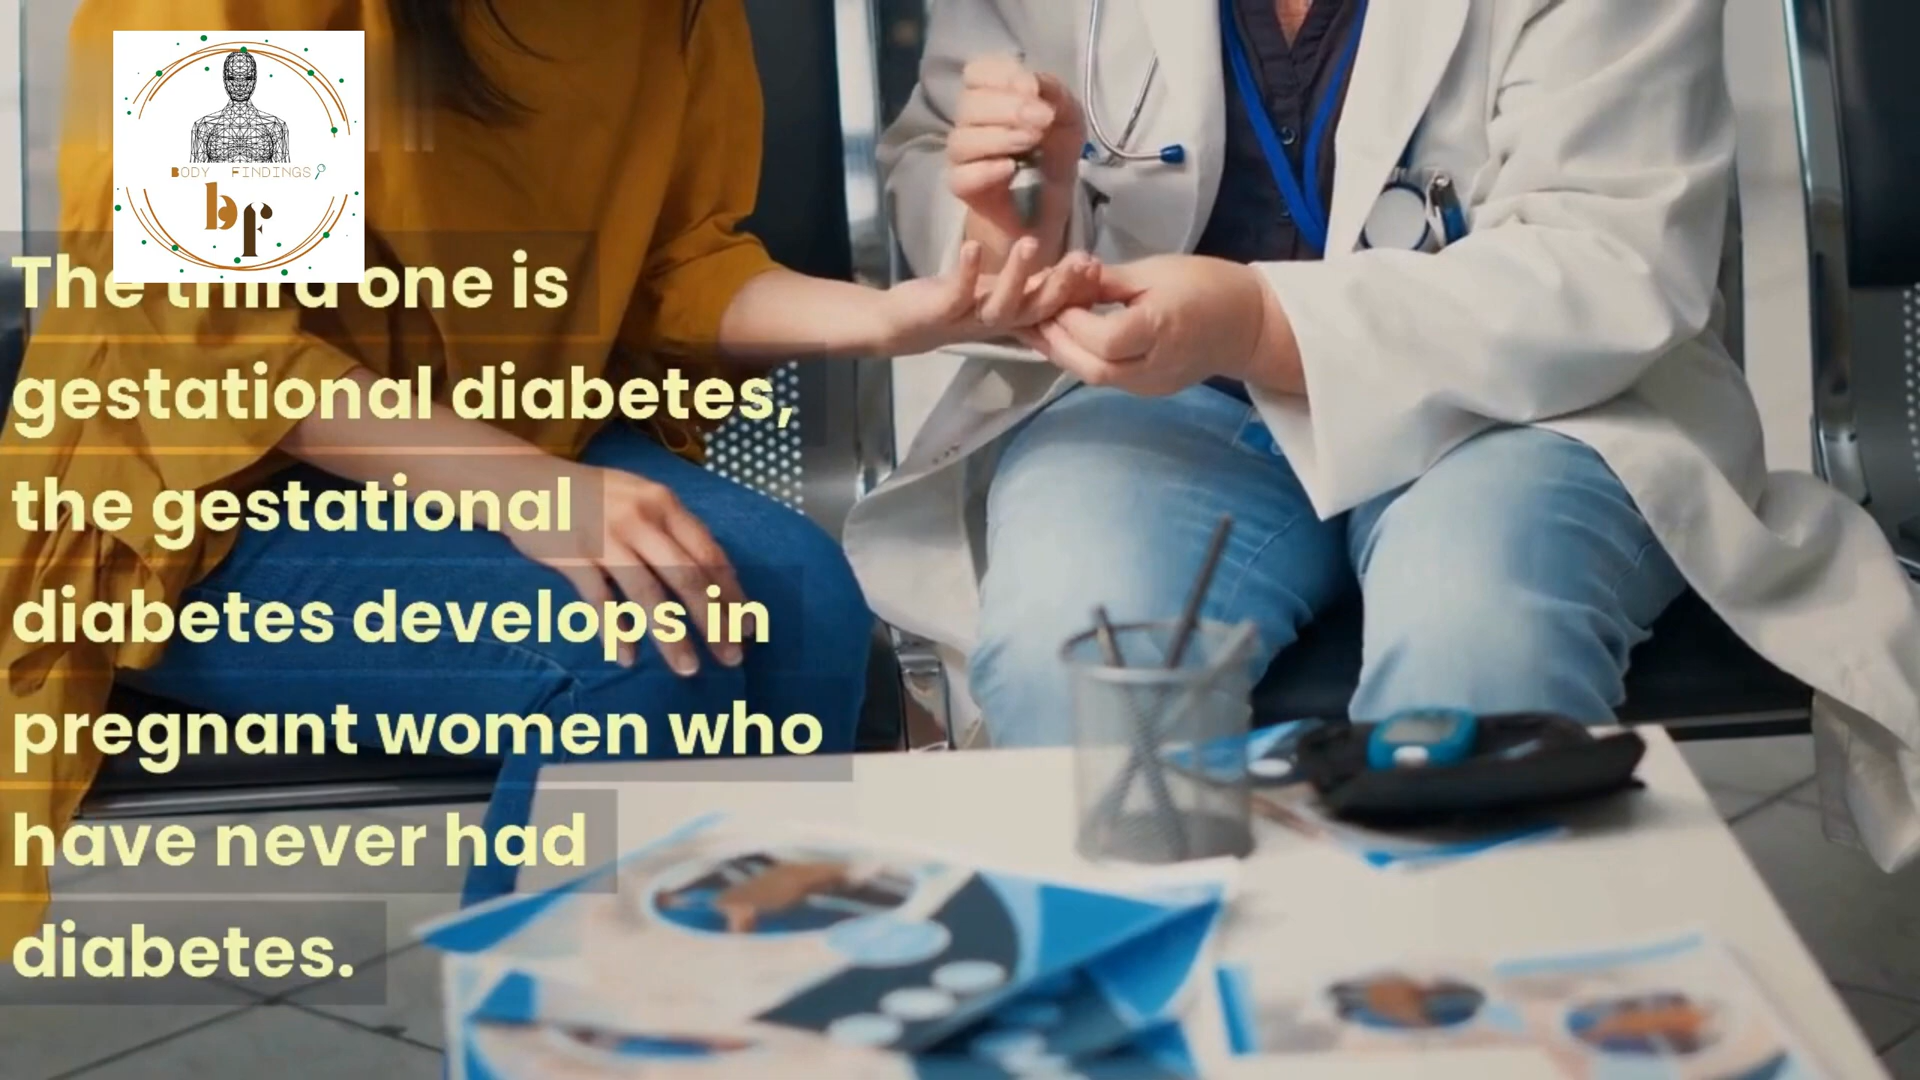 BODY FINDINGS
bf
The third one is
gestational diabetes,
the gestational
diabetes develops in
pregnant women who
have never had
diabetes.